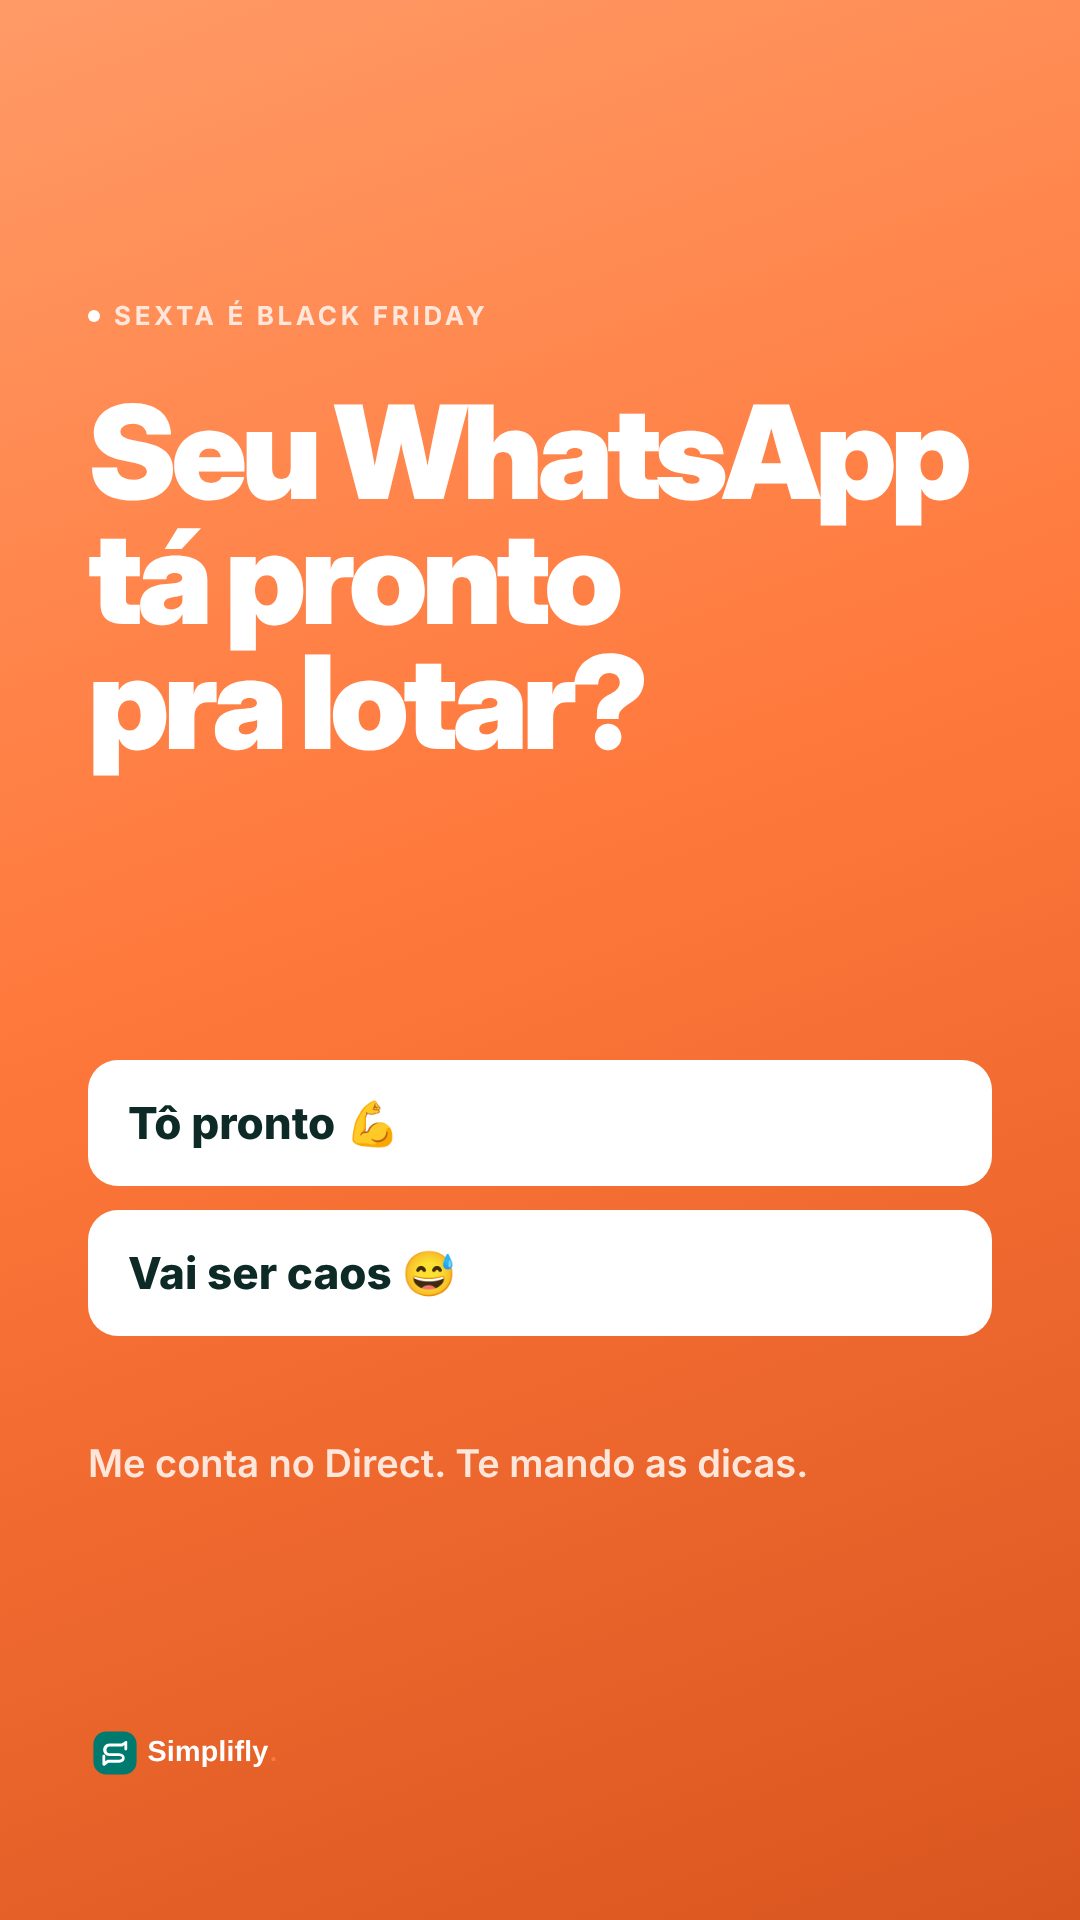 SEXTA É BLACK FRIDAY
Seu WhatsApp
tá pronto
pra lotar?
Tô pronto 💪
Vai ser caos 😅
Me conta no Direct. Te mando as dicas.
Simplifly.